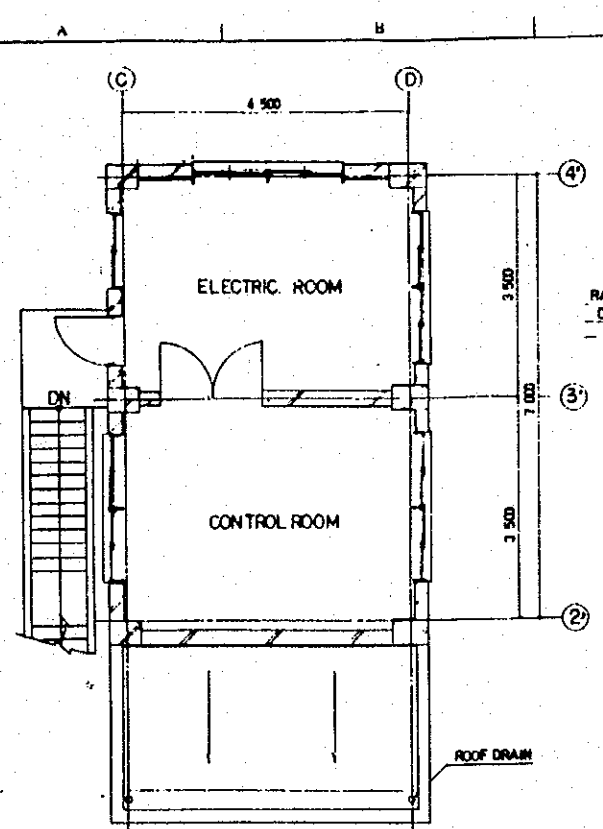 A B
C D
4 500
4'
ELECTRIC. ROOM
3 500
DN
7 000
3'
CONTROL ROOM
3 500
2'
ROOF DRAIN